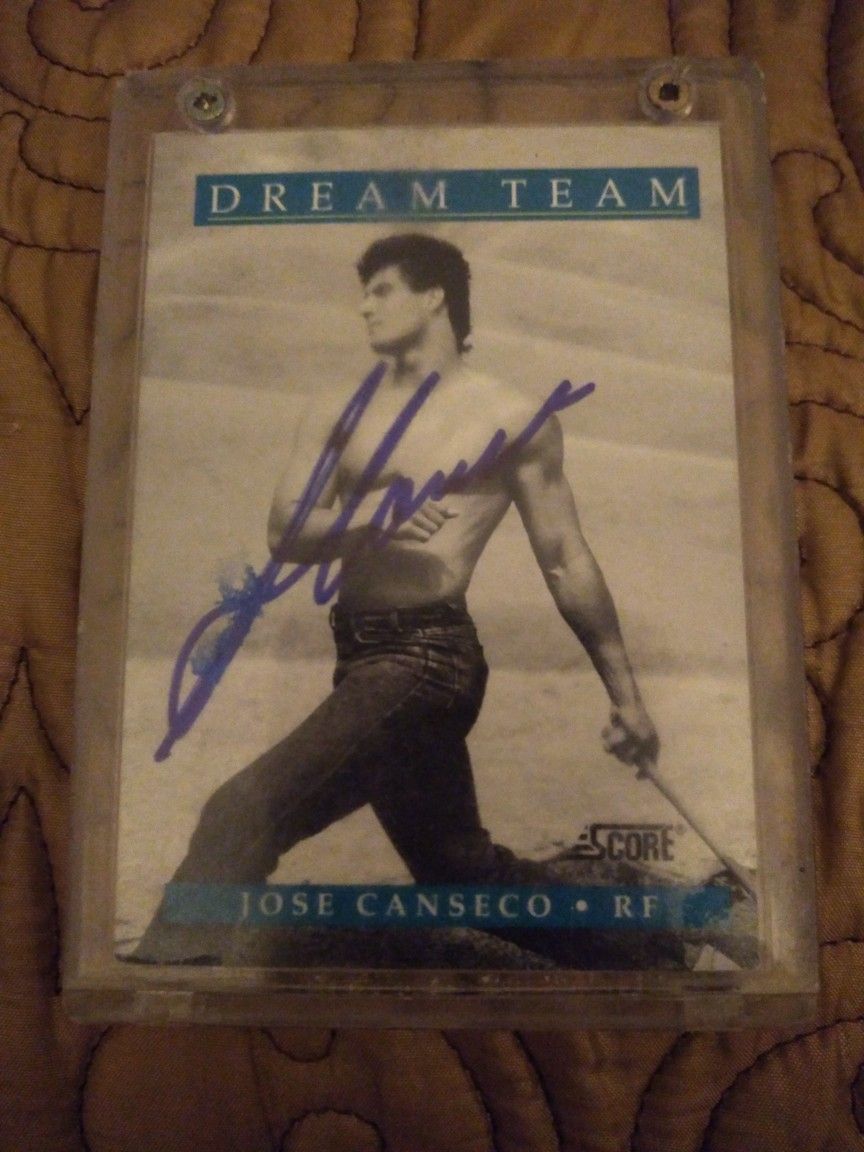 DREAM TEAM
SCORE®
JOSE CANSECO • RF